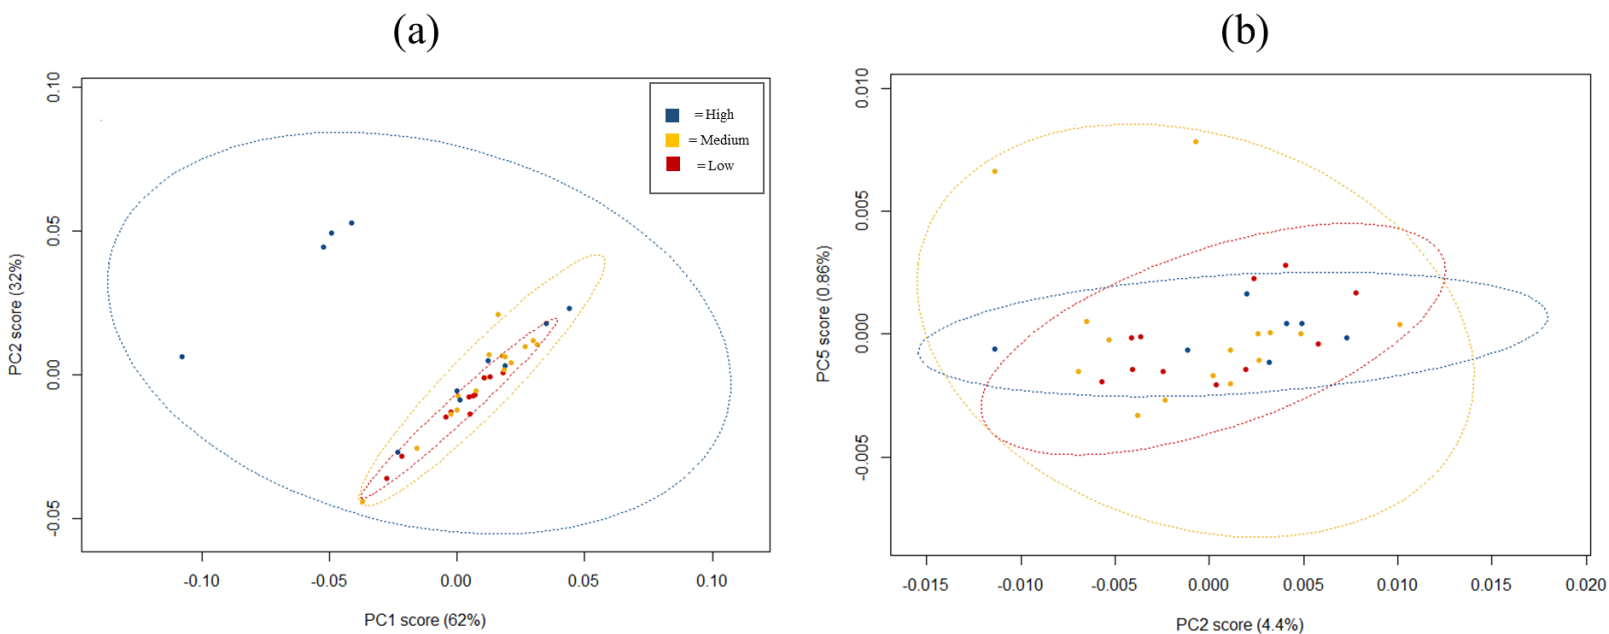 (a)
(b)
0.10
0.05
0.00
-0.05
PC2 score (32%)
= High
= Medium
= Low
-0.10
-0.05
0.00
0.05
0.10
PC1 score (62%)
0.010
0.005
0.000
-0.005
PC5 score (0.86%)
-0.015
-0.010
-0.005
0.000
0.005
0.010
0.015
0.020
PC2 score (4.4%)